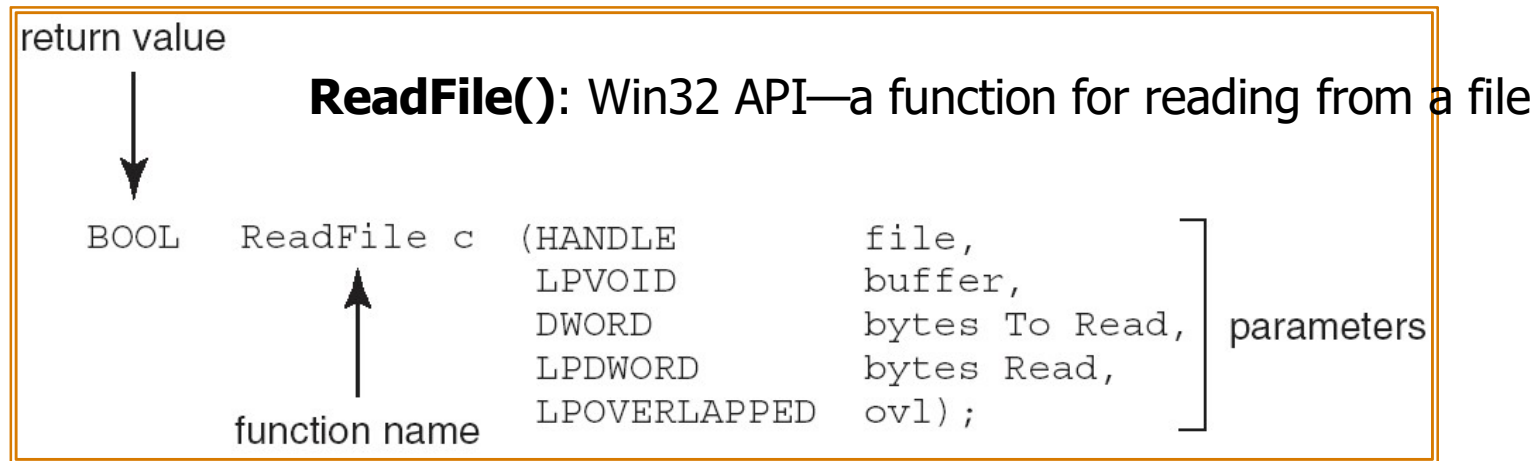 return value
ReadFile(): Win32 API—a function for reading from a file
BOOL ReadFile c (HANDLE file,
LPVOID buffer,
DWORD bytes To Read,
LPDWORD bytes Read,
LPOVERLAPPED ovl);
parameters
function name